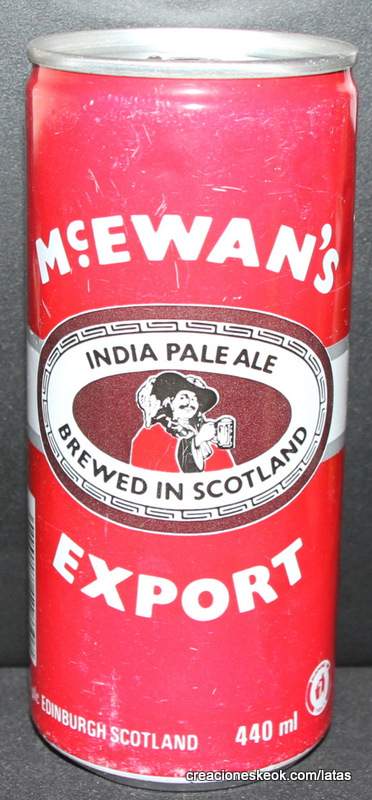 McEWAN'S
INDIA PALE ALE
BREWED IN SCOTLAND
EXPORT
EDINBURGH SCOTLAND
440 ml
creacioneskeok.com/latas